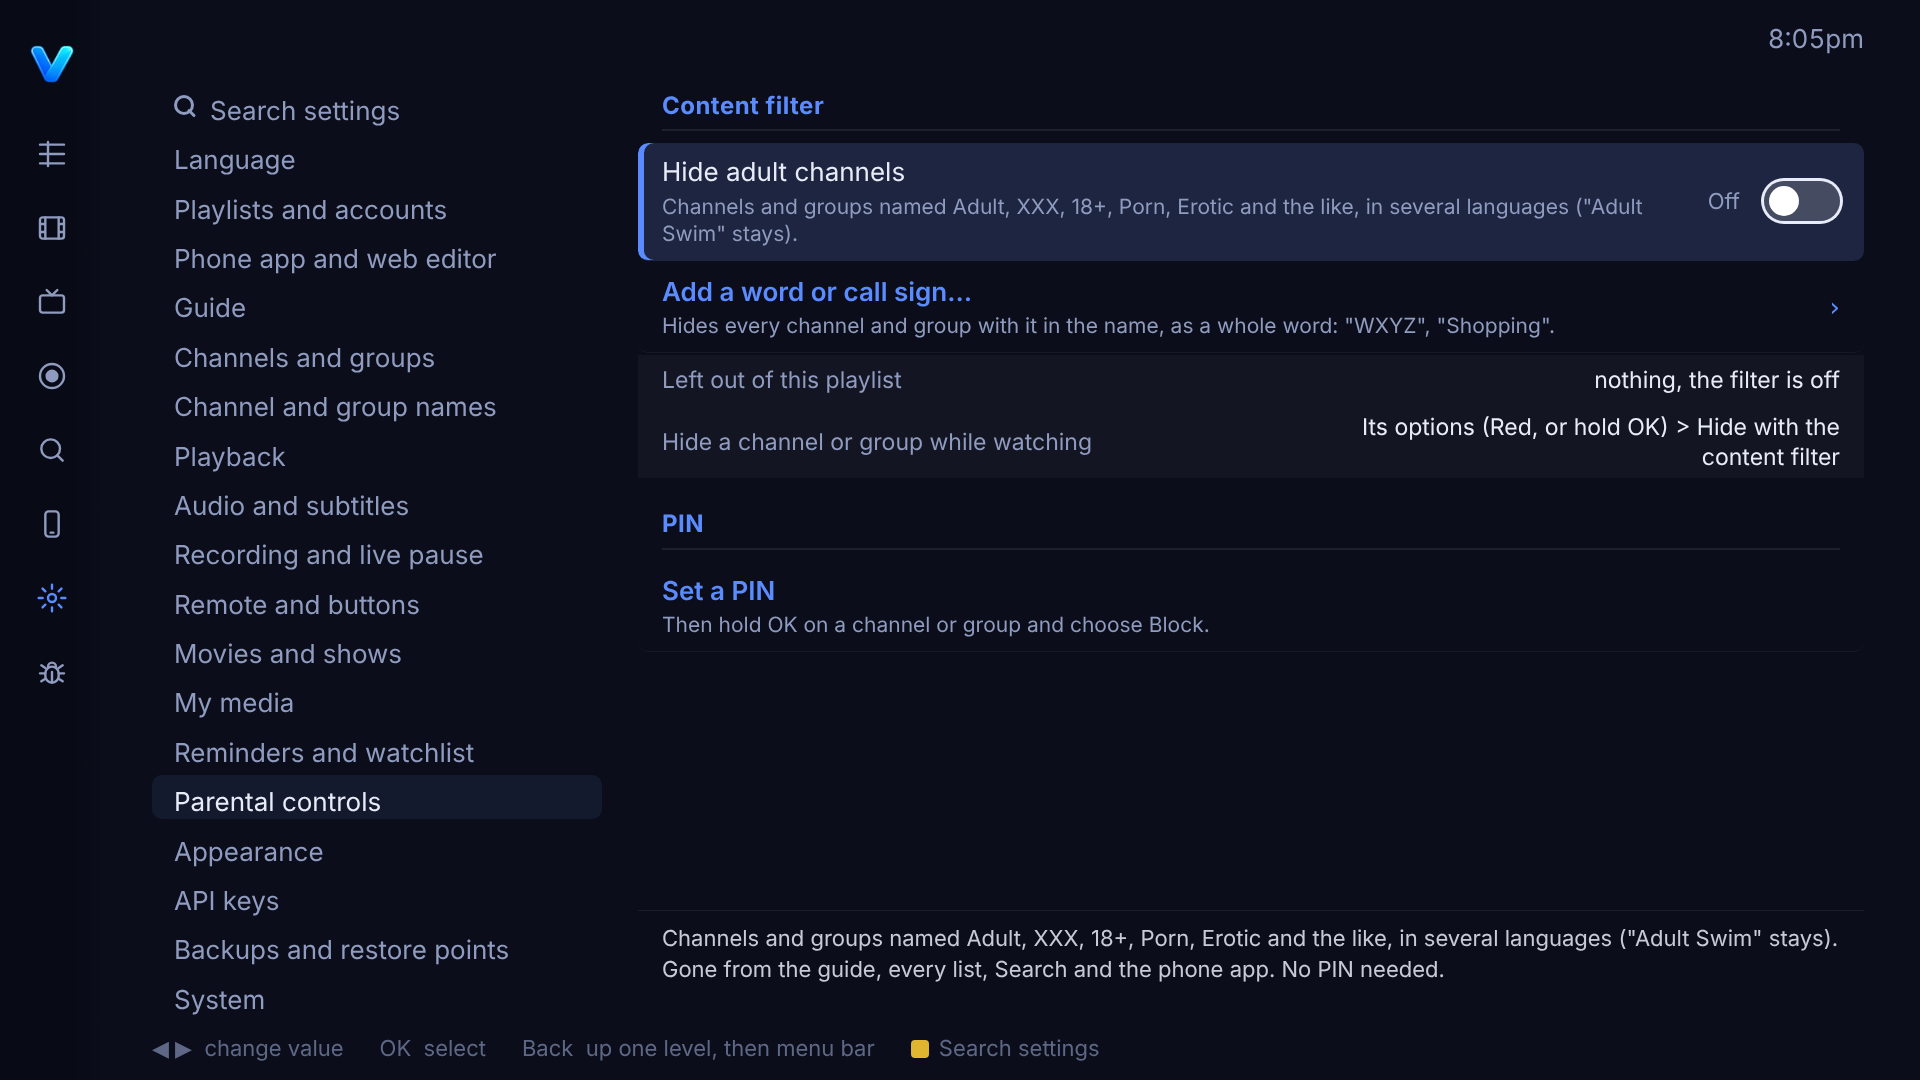 8:05pm
Search settings
Language
Playlists and accounts
Phone app and web editor
Guide
Channels and groups
Channel and group names
Playback
Audio and subtitles
Recording and live pause
Remote and buttons
Movies and shows
My media
Reminders and watchlist
Parental controls
Appearance
API keys
Backups and restore points
System
Content filter
Hide adult channels
Channels and groups named Adult, XXX, 18+, Porn, Erotic and the like, in several languages ("Adult
Swim" stays).
Off
Add a word or call sign...
Hides every channel and group with it in the name, as a whole word: "WXYZ", "Shopping".
Left out of this playlist
nothing, the filter is off
Hide a channel or group while watching
Its options (Red, or hold OK) > Hide with the
content filter
PIN
Set a PIN
Then hold OK on a channel or group and choose Block.
Channels and groups named Adult, XXX, 18+, Porn, Erotic and the like, in several languages ("Adult Swim" stays).
Gone from the guide, every list, Search and the phone app. No PIN needed.
◀▶ change value OK select Back up one level, then menu bar Search settings